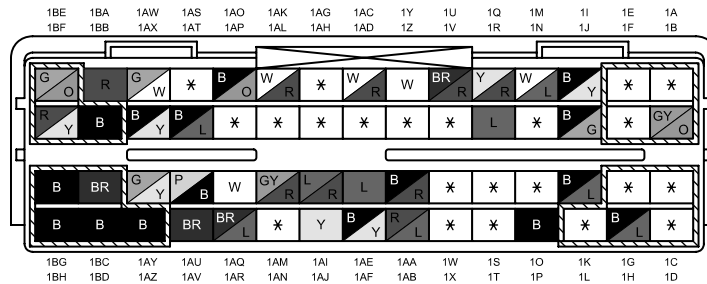 1BE 1BA 1AW 1AS 1AO 1AK 1AG 1AC 1Y 1U 1Q 1M 1I 1E 1A
1BF 1BB 1AX 1AT 1AP 1AL 1AH 1AD 1Z 1V 1R 1N 1J 1F 1B
G O R G W * B O W R * W R W BR R Y R W L B Y * *
R Y B B Y B L * * * * * * L * B G * GY O
B BR G Y P B W GY R L R L B R * * * B L * *
B B B BR BR L * Y B Y R L * * B * B L *
1BG 1BC 1AY 1AU 1AQ 1AM 1AI 1AE 1AA 1W 1S 1O 1K 1G 1C
1BH 1BD 1AZ 1AV 1AR 1AN 1AJ 1AF 1AB 1X 1T 1P 1L 1H 1D